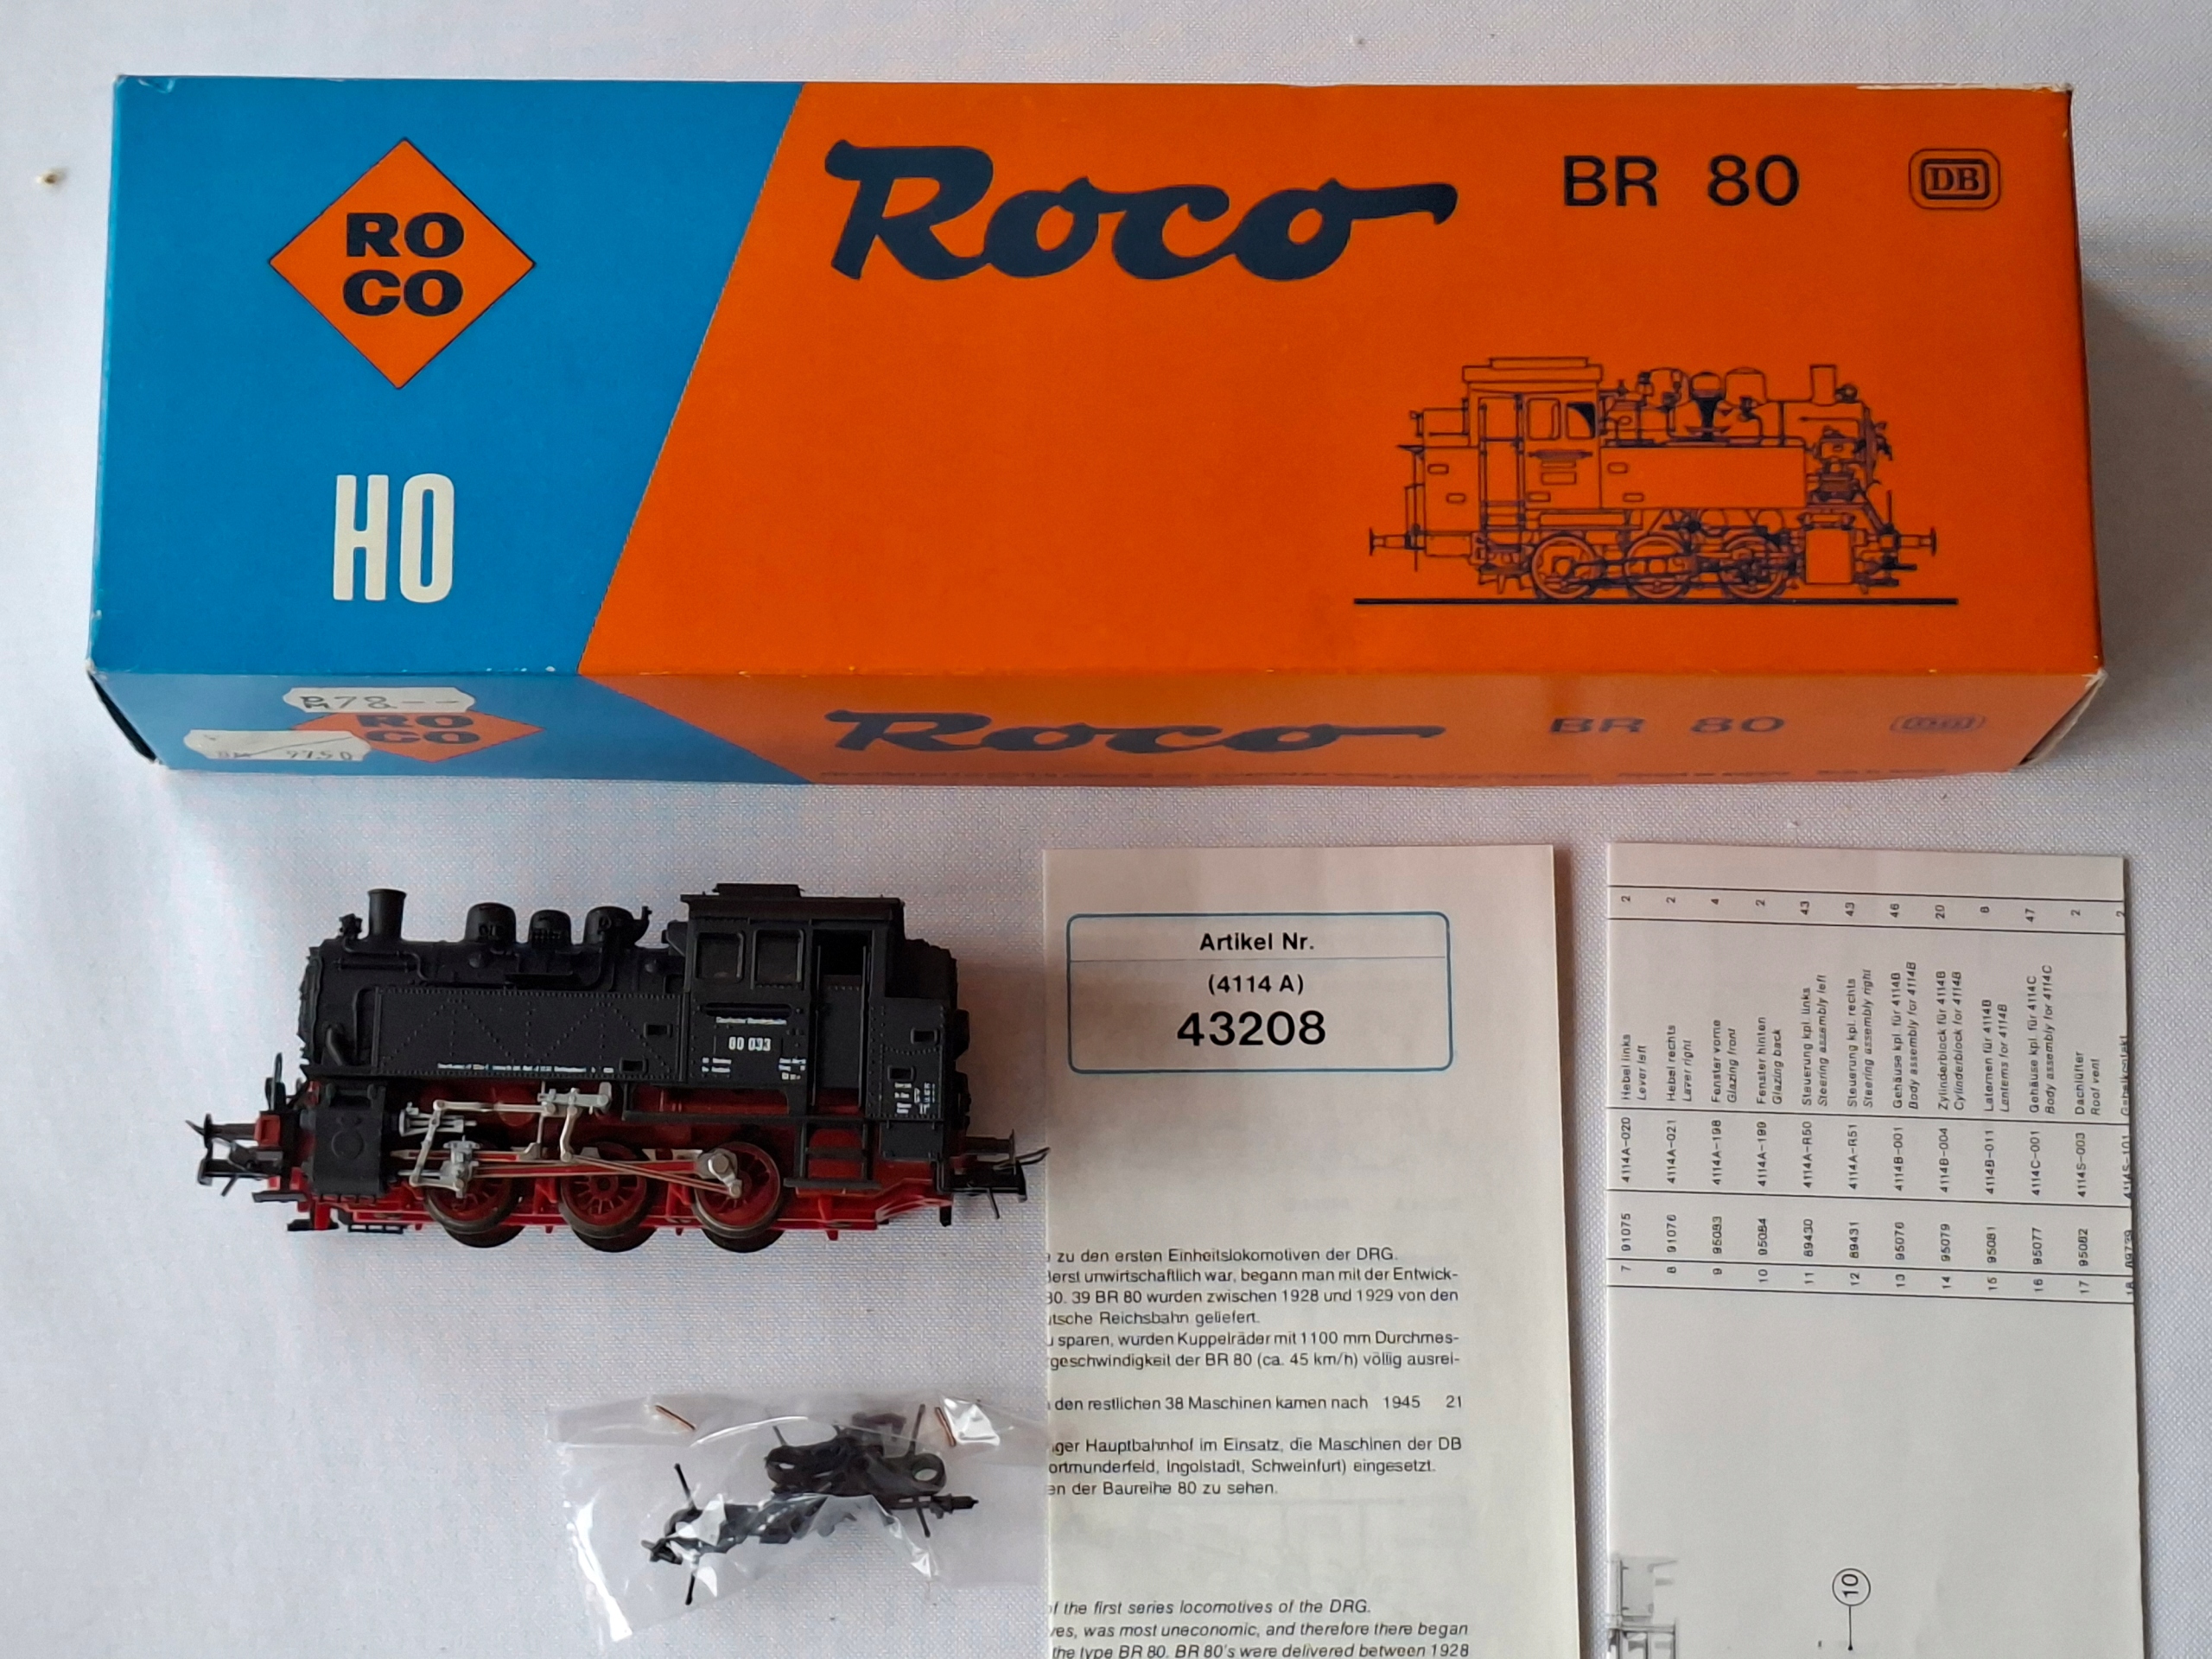 RO
CO
HO
Roco
BR 80
DB
78--
9750
RO
CO
Roco
BR 80
Deutsche Bundesbahn
80 033
Artikel Nr.
(4114 A)
43208
zu den ersten Einheitslokomotiven der DRG.
derst unwirtschaftlich war, begann man mit der Entwick-
80. 39 BR 80 wurden zwischen 1928 und 1929 von den
utsche Reichsbahn geliefert.
u sparen, wurden Kuppelräder mit 1100 mm Durchmes-
geschwindigkeit der BR 80 (ca. 45 km/h) völlig ausrei-
den restlichen 38 Maschinen kamen nach 1945 21
iger Hauptbahnhof im Einsatz, die Maschinen der DB
ortmunderfeld, Ingolstadt, Schweinfurt) eingesetzt.
en der Baureihe 80 zu sehen.
of the first series locomotives of the DRG.
ves, was most uneconomic, and therefore there began
the type BR 80. BR 80's were delivered between 1928
7 91075 4114A-020 Hebel links 2
Lever left
8 91076 4114A-021 Hebel rechts 2
Lever right
9 95083 4114A-198 Fenster vorne 4
Glazing front
10 95084 4114A-199 Fenster hinten 2
Glazing back
11 89430 4114A-R50 Steuerung kpl. links 43
Steering assembly left
12 89431 4114A-R51 Steuerung kpl. rechts 43
Steering assembly right
13 95076 4114B-001 Gehäuse kpl. für 4114B 46
Body assembly for 4114B
14 95079 4114B-004 Zylinderblock für 4114B 20
Cylinderblock for 4114B
15 95081 4114B-011 Laternen für 4114B 8
Lanterns for 4114B
16 95077 4114C-001 Gehäuse kpl. für 4114C 47
Body assembly for 4114C
17 95082 4114S-003 Dachlüfter 2
Roof vent
10